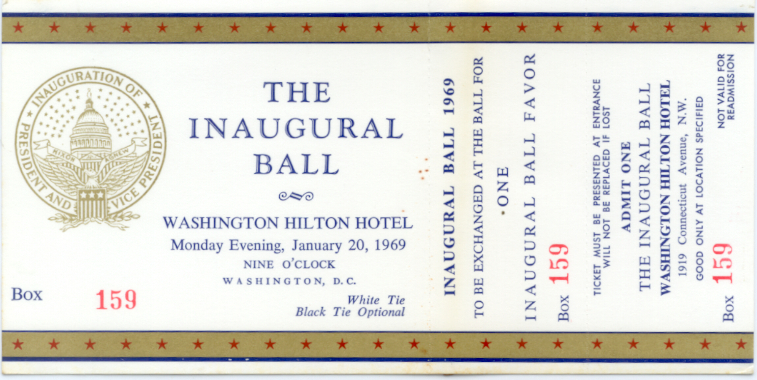 INAUGURATION OF
PRESIDENT AND VICE PRESIDENT
THE
INAUGURAL
BALL
WASHINGTON HILTON HOTEL
Monday Evening, January 20, 1969
NINE O'CLOCK
WASHINGTON, D.C.
White Tie
Black Tie Optional
Box 159
INAUGURAL BALL 1969
TO BE EXCHANGED AT THE BALL FOR
ONE
INAUGURAL BALL FAVOR
Box 159
TICKET MUST BE PRESENTED AT ENTRANCE
WILL NOT BE REPLACED IF LOST
ADMIT ONE
THE INAUGURAL BALL
WASHINGTON HILTON HOTEL
1919 Connecticut Avenue, N.W.
GOOD ONLY AT LOCATION SPECIFIED
NOT VALID FOR
READMISSION
Box 159